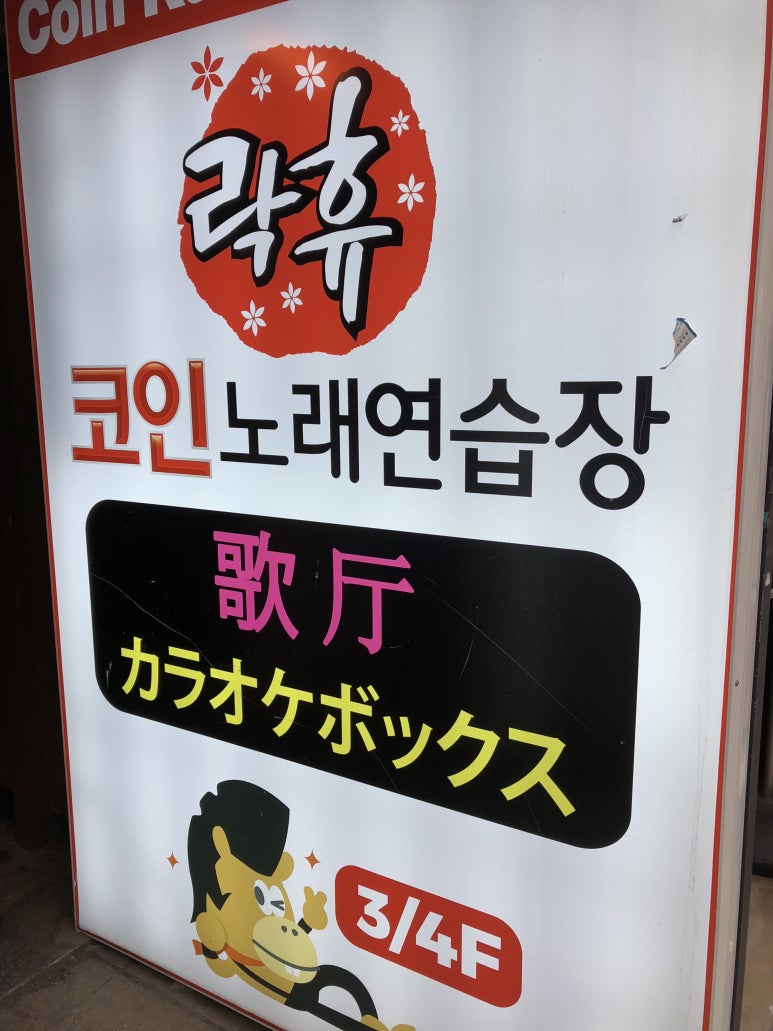 Coin
락휴
코인노래연습장
歌厅
カラオケボックス
3/4F